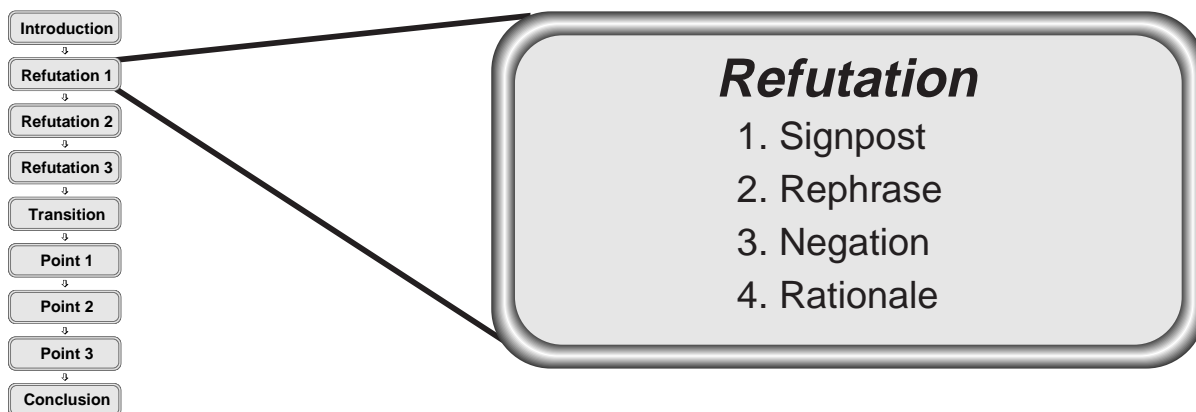 Introduction
Refutation 1
Refutation 2
Refutation 3
Transition
Point 1
Point 2
Point 3
Conclusion
Refutation
1. Signpost
2. Rephrase
3. Negation
4. Rationale